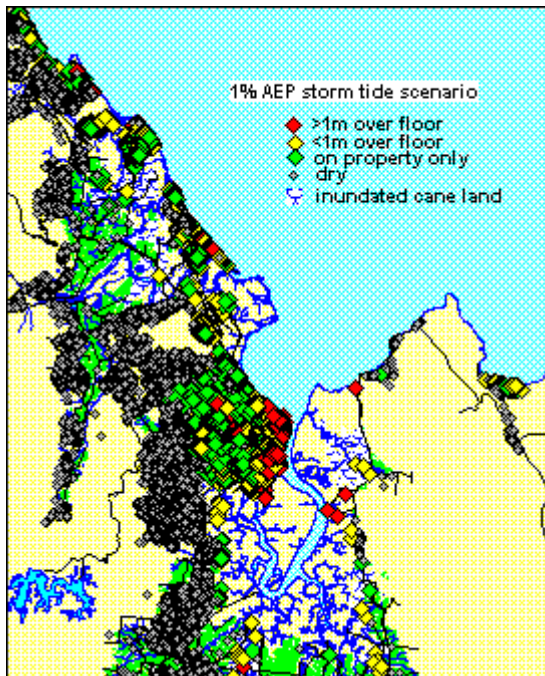 1% AEP storm tide scenario
>1m over floor
<1m over floor
on property only
dry
inundated cane land